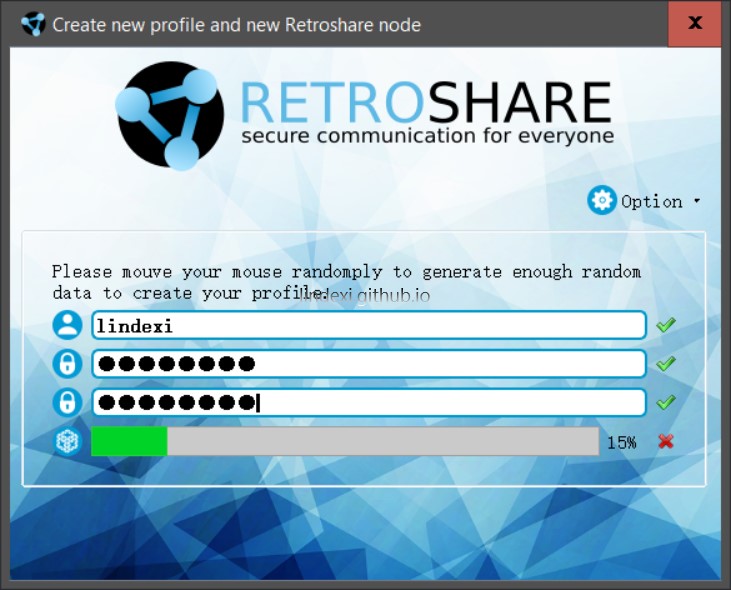 Create new profile and new Retroshare node
x
RETROSHARE
secure communication for everyone
Option
Please mouve your mouse randomply to generate enough random
data to create your profile.
lindexi.github.io
lindexi
●●●●●●●●
●●●●●●●●
15%